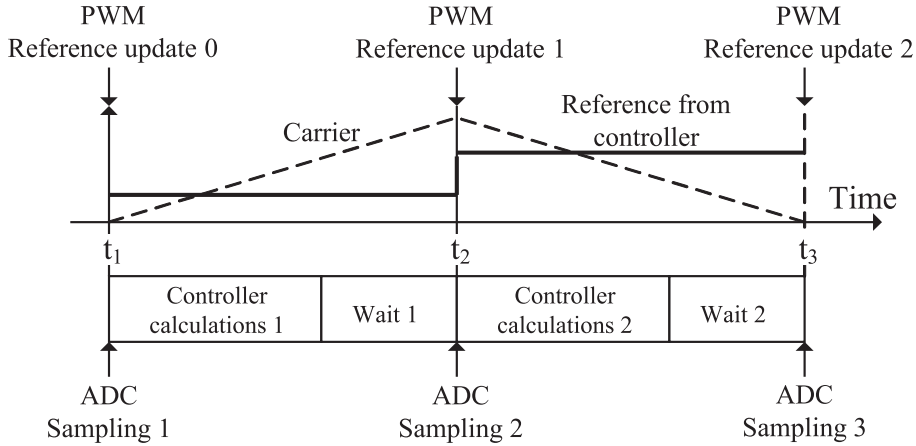 PWM
Reference update 0
PWM
Reference update 1
PWM
Reference update 2
Carrier
Reference from
controller
Time
t1
t2
t3
Controller
calculations 1
Wait 1
Controller
calculations 2
Wait 2
ADC
Sampling 1
ADC
Sampling 2
ADC
Sampling 3